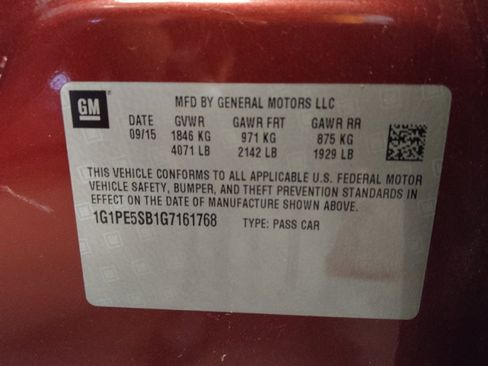 GM
MFD BY GENERAL MOTORS LLC
DATE GVWR GAWR FRT GAWR RR
09/15 1846 KG 971 KG 875 KG
4071 LB 2142 LB 1929 LB
THIS VEHICLE CONFORMS TO ALL APPLICABLE U.S. FEDERAL MOTOR
VEHICLE SAFETY, BUMPER, AND THEFT PREVENTION STANDARDS IN
EFFECT ON THE DATE OF MANUFACTURE SHOWN ABOVE.
1G1PE5SB1G7161768 TYPE: PASS CAR